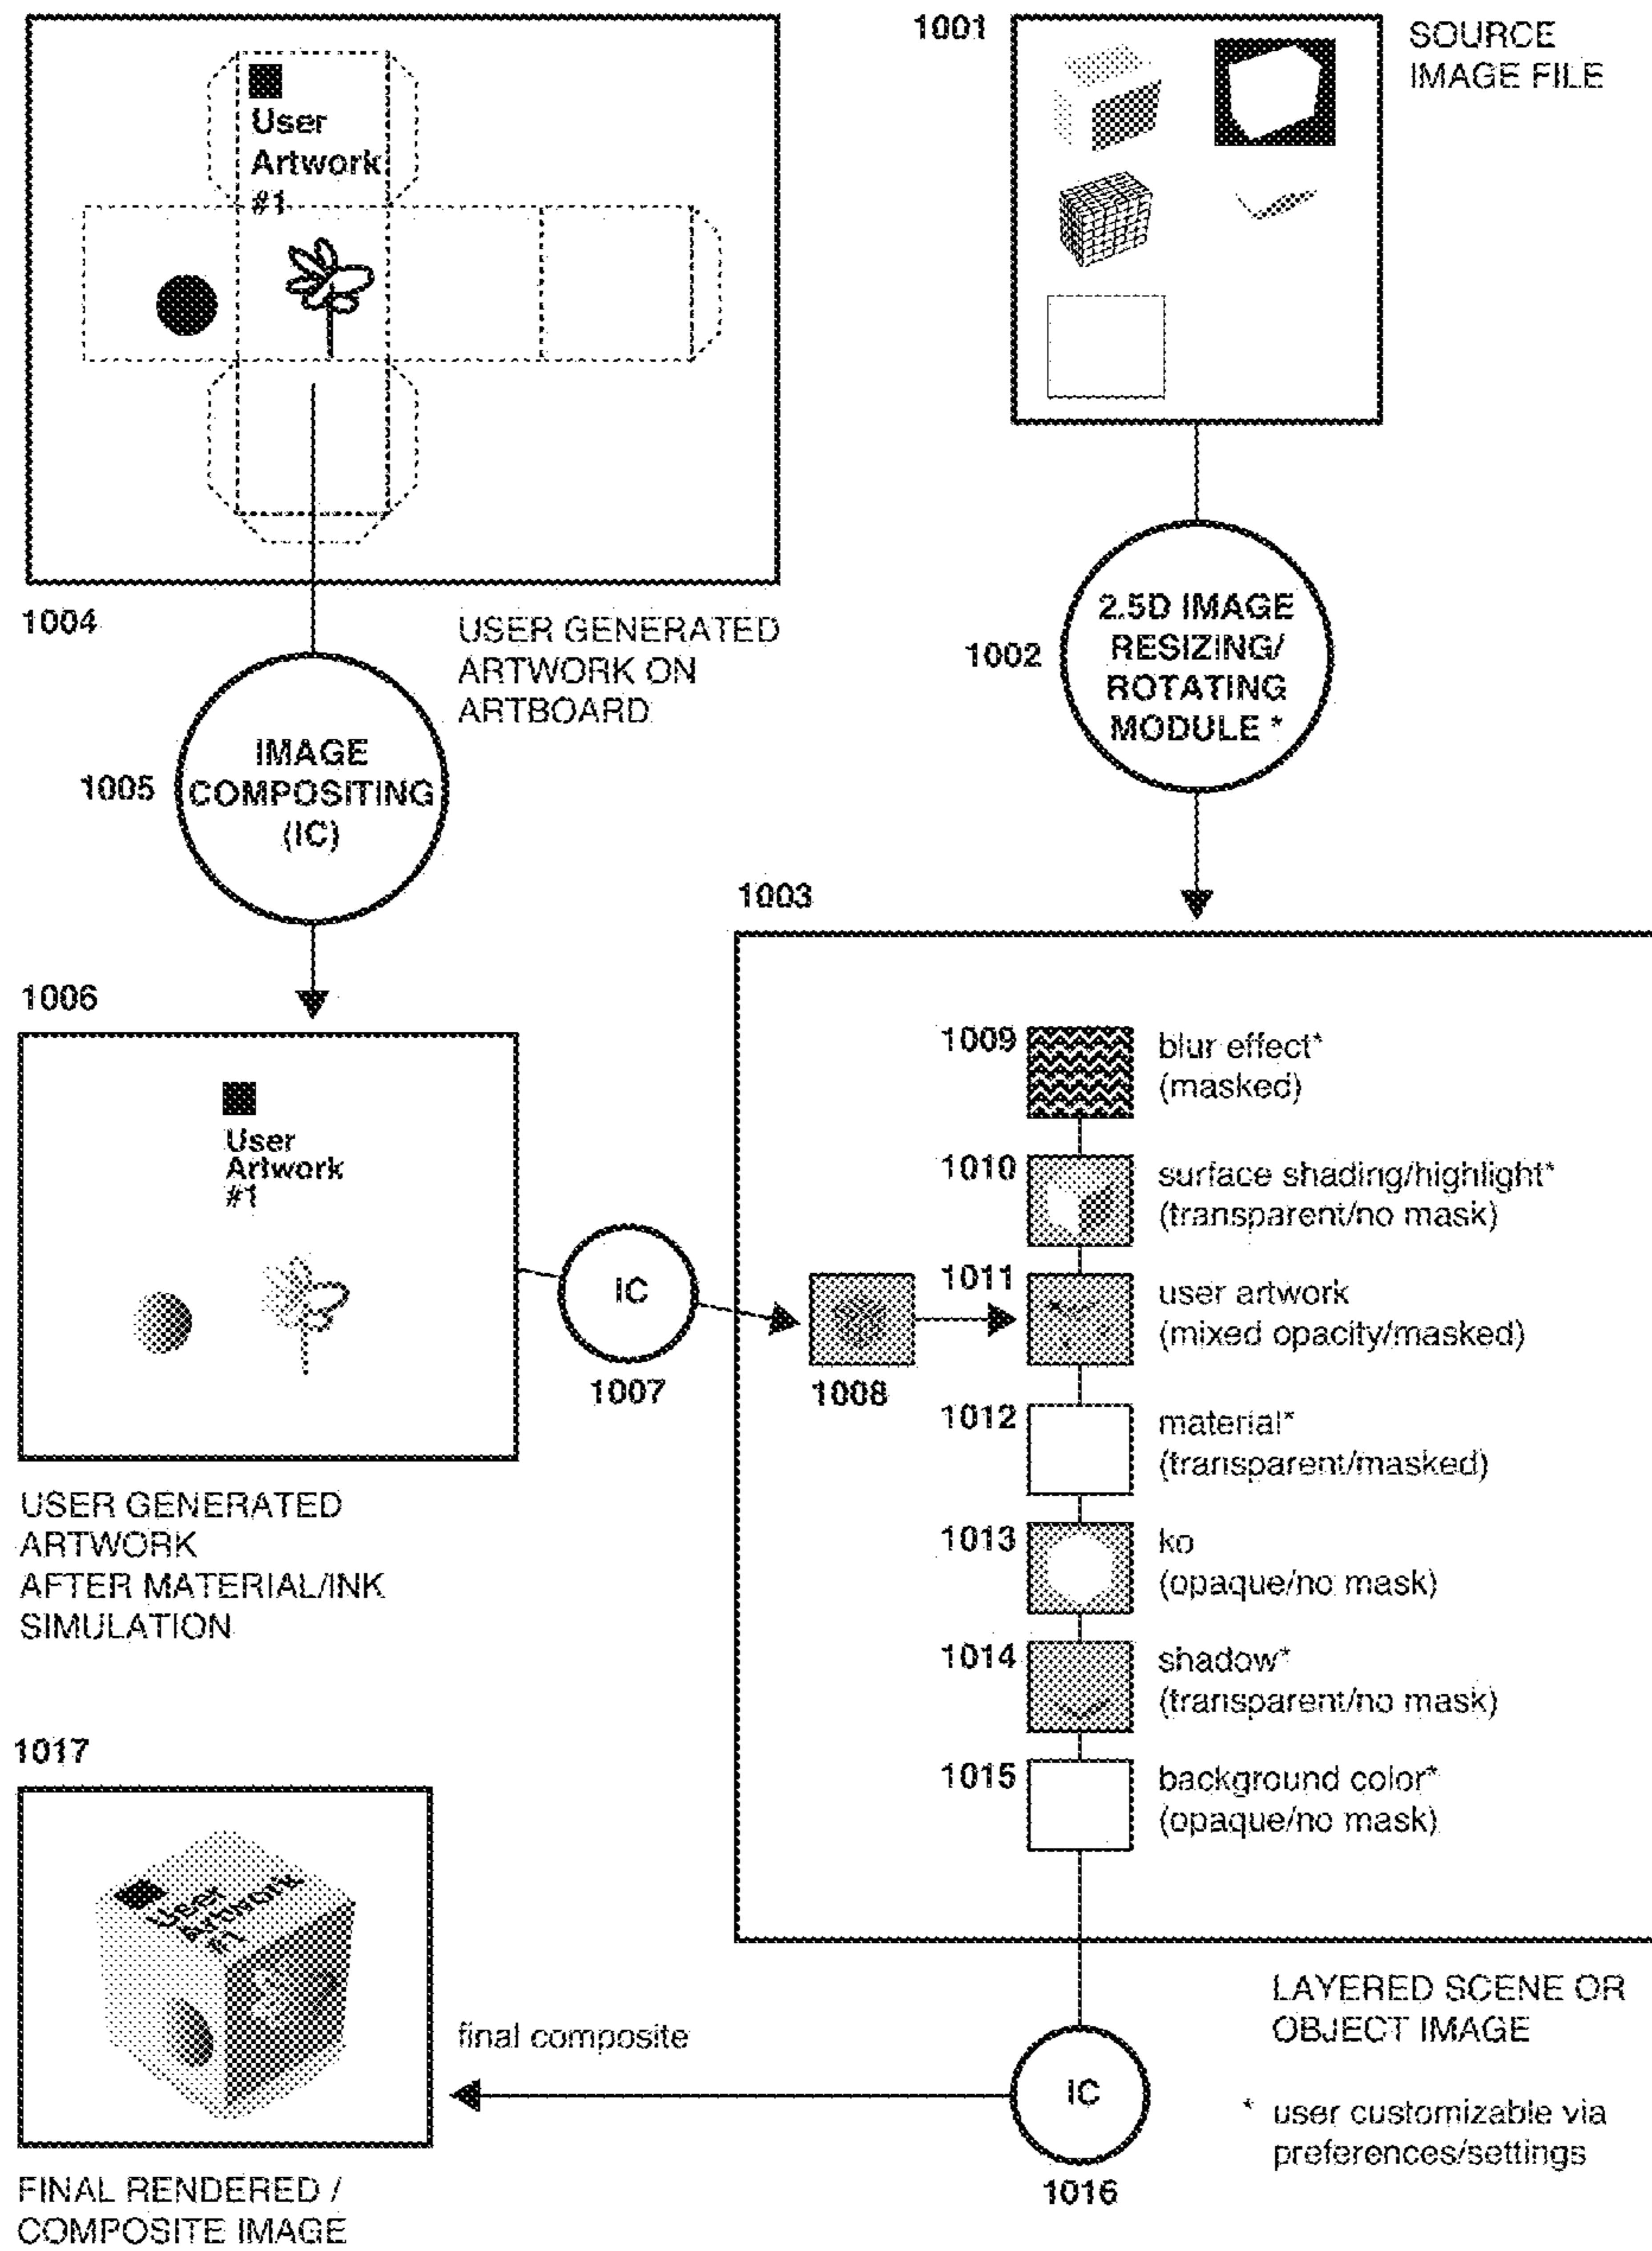 1001
SOURCE
IMAGE FILE
User
Artwork
#1
1004
USER GENERATED
ARTWORK ON
ARTBOARD
1002
2.5D IMAGE
RESIZING/
ROTATING
MODULE *
1005
IMAGE
COMPOSITING
(IC)
1003
1006
User
Artwork
#1
IC
1007
1008
1009
blur effect*
(masked)
1010
surface shading/highlight*
(transparent/no mask)
1011
user artwork
(mixed opacity/masked)
1012
material*
(transparent/masked)
1013
ko
(opaque/no mask)
1014
shadow*
(transparent/no mask)
1015
background color*
(opaque/no mask)
USER GENERATED
ARTWORK
AFTER MATERIAL/INK
SIMULATION
1017
User
Artwork
#1
final composite
IC
1016
LAYERED SCENE OR
OBJECT IMAGE
* user customizable via
preferences/settings
FINAL RENDERED /
COMPOSITE IMAGE